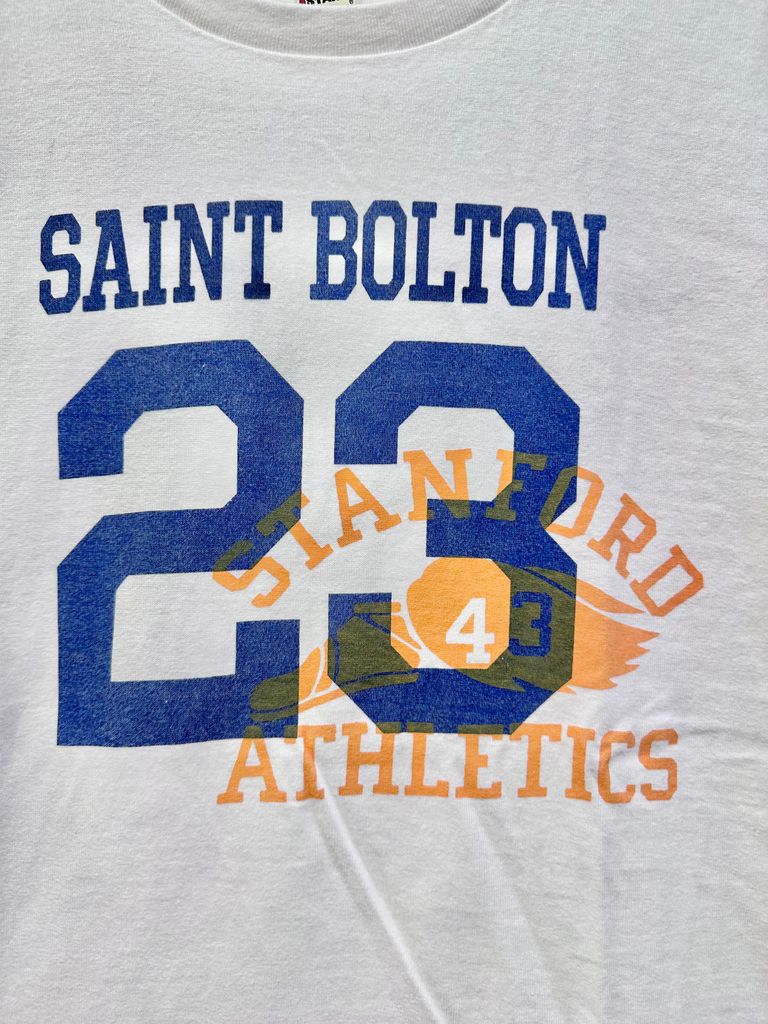 SAINT BOLTON
23
STANFORD
43
ATHLETICS